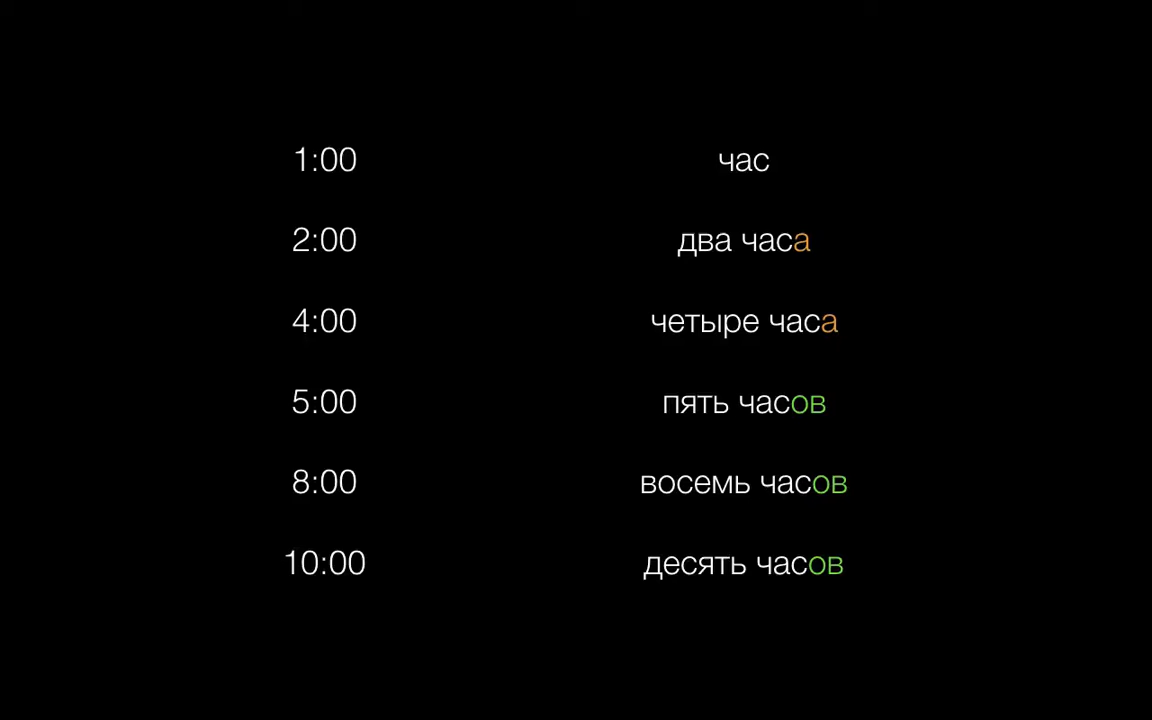 1:00 час
2:00 два часа
4:00 четыре часа
5:00 пять часов
8:00 восемь часов
10:00 десять часов